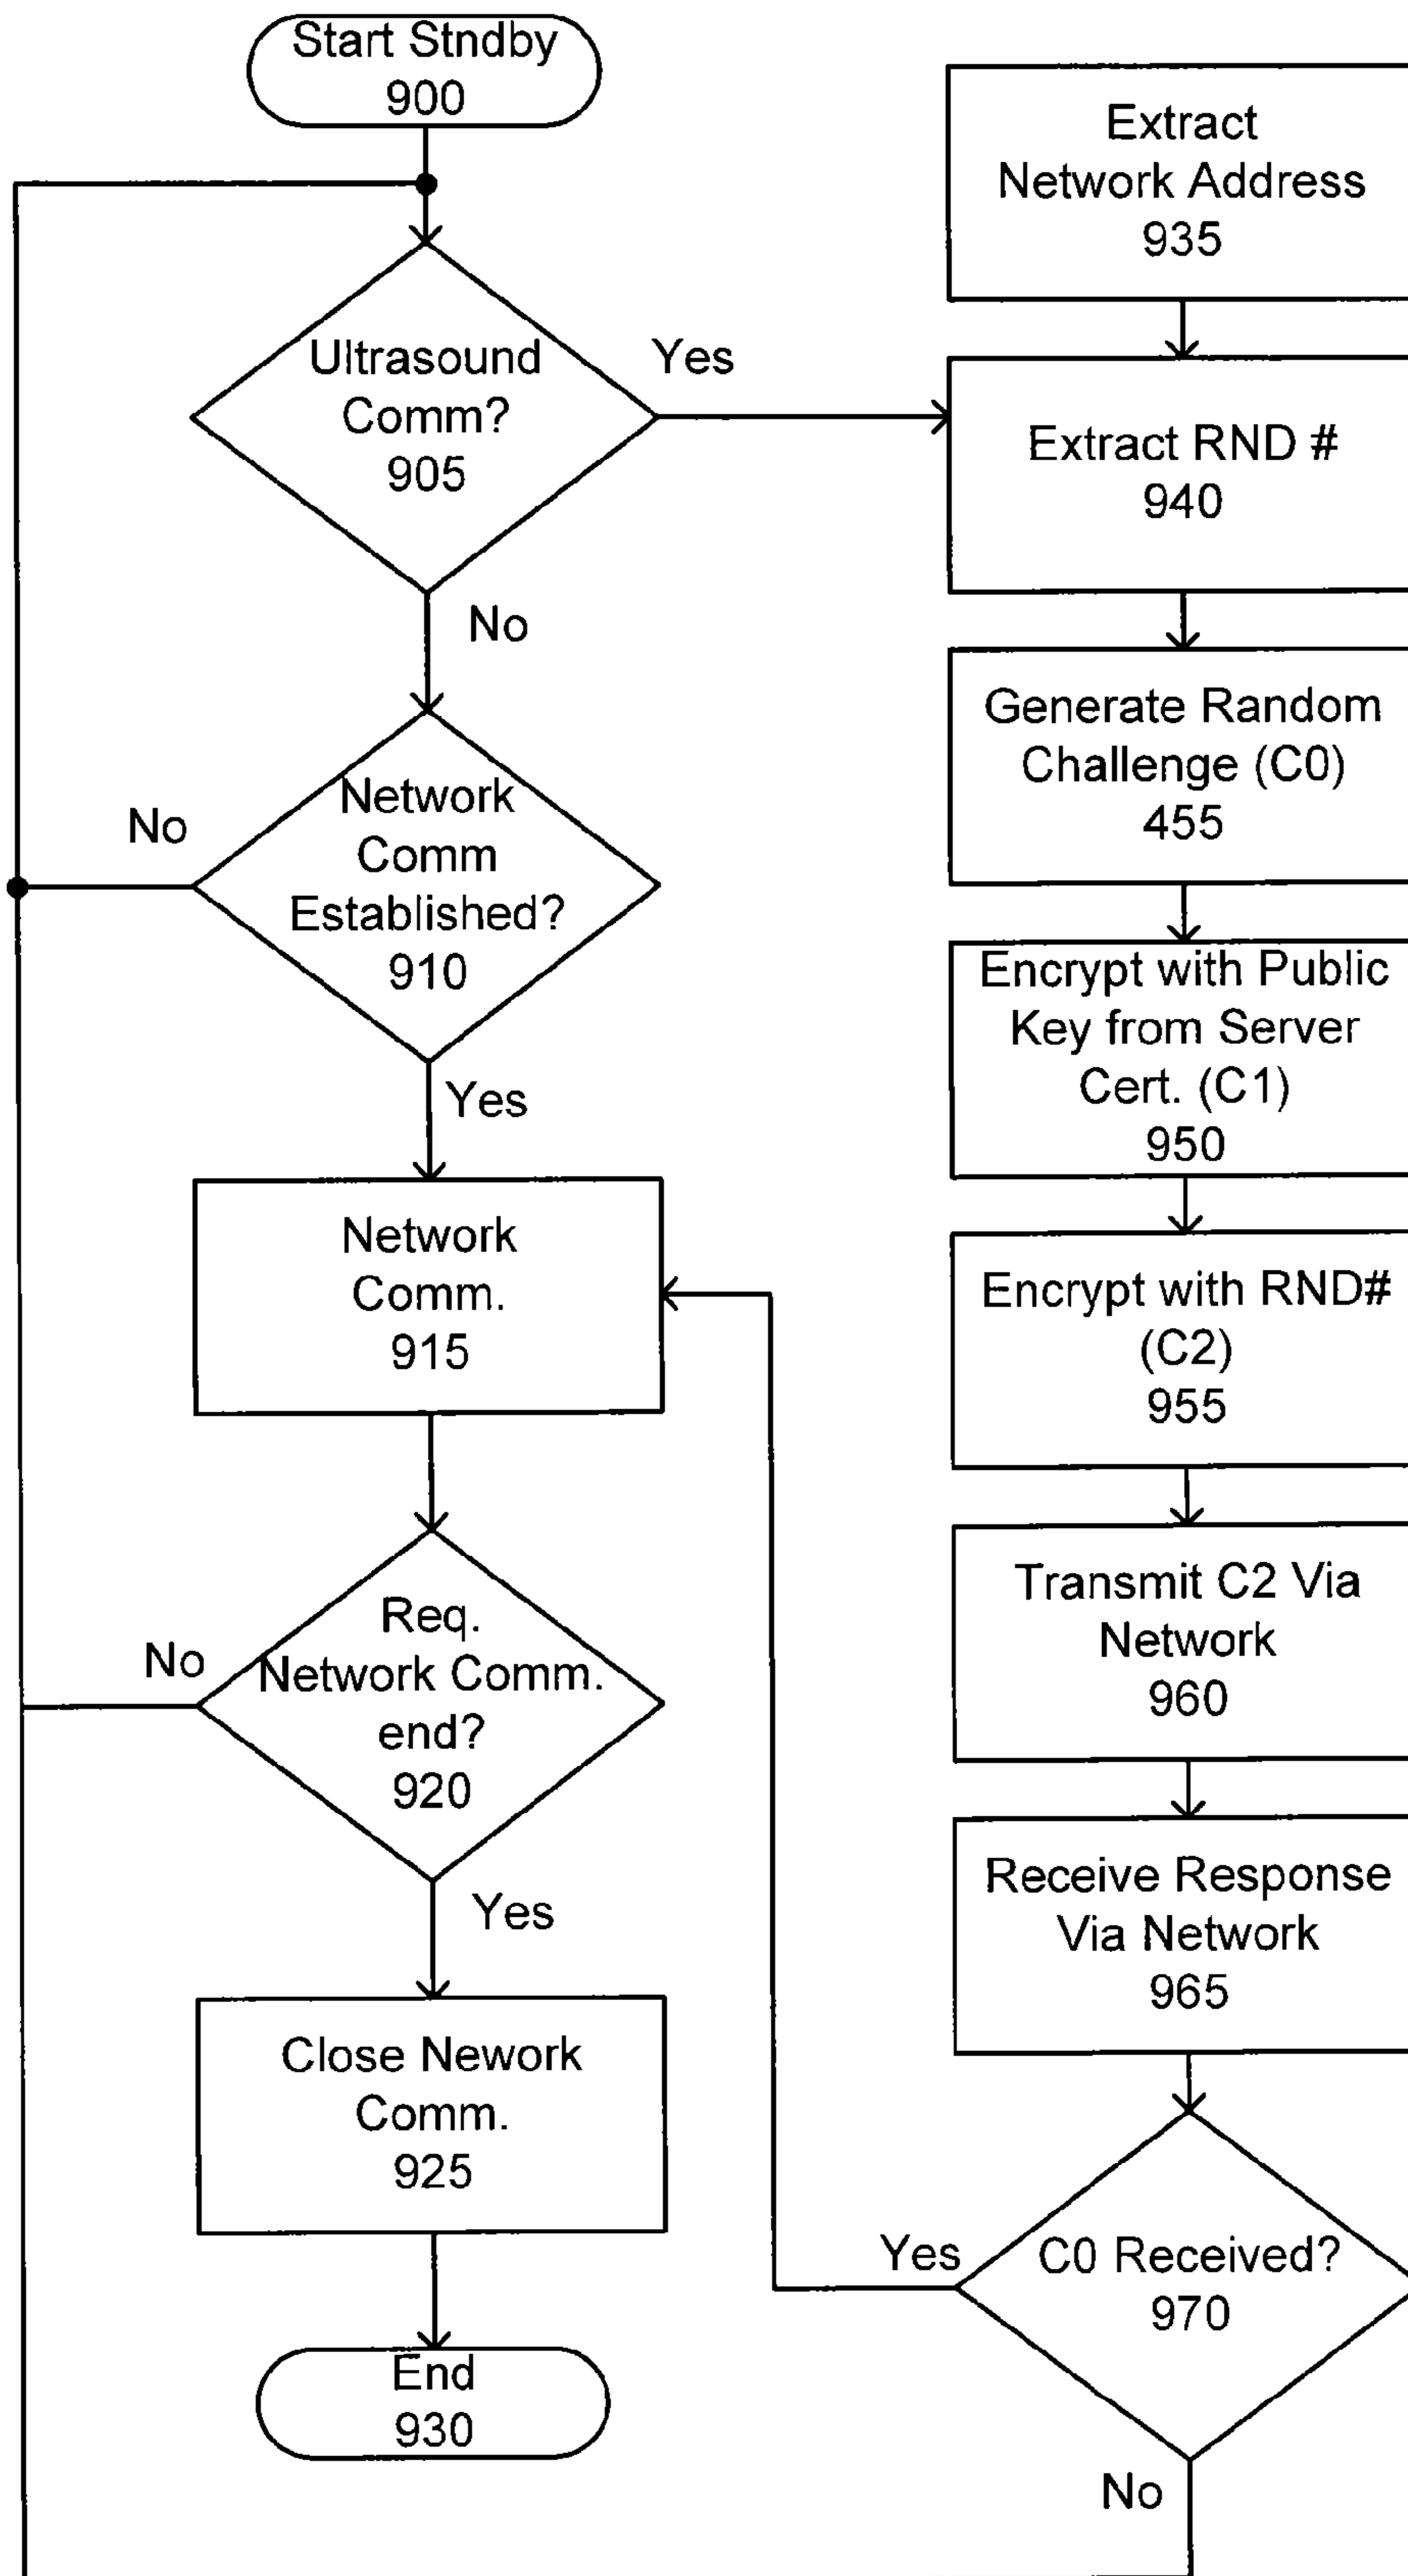 Start Stndby
900
Ultrasound
Comm?
905
Yes
No
Network
Comm
Established?
910
No
Yes
Network
Comm.
915
Req.
Network Comm.
end?
920
No
Yes
Close Nework
Comm.
925
End
930
Extract
Network Address
935
Extract RND #
940
Generate Random
Challenge (C0)
455
Encrypt with Public
Key from Server
Cert. (C1)
950
Encrypt with RND#
(C2)
955
Transmit C2 Via
Network
960
Receive Response
Via Network
965
C0 Received?
970
Yes
No